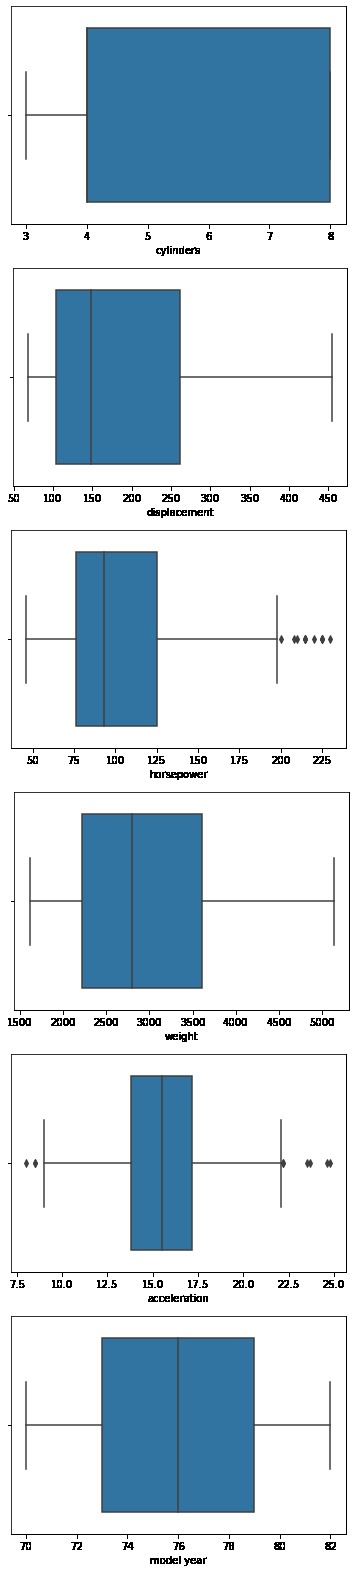 3 4 5 6 7 8
cylinders
50 100 150 200 250 300 350 400 450
displacement
50 75 100 125 150 175 200 225
horsepower
1500 2000 2500 3000 3500 4000 4500 5000
weight
7.5 10.0 12.5 15.0 17.5 20.0 22.5 25.0
acceleration
70 72 74 76 78 80 82
model year